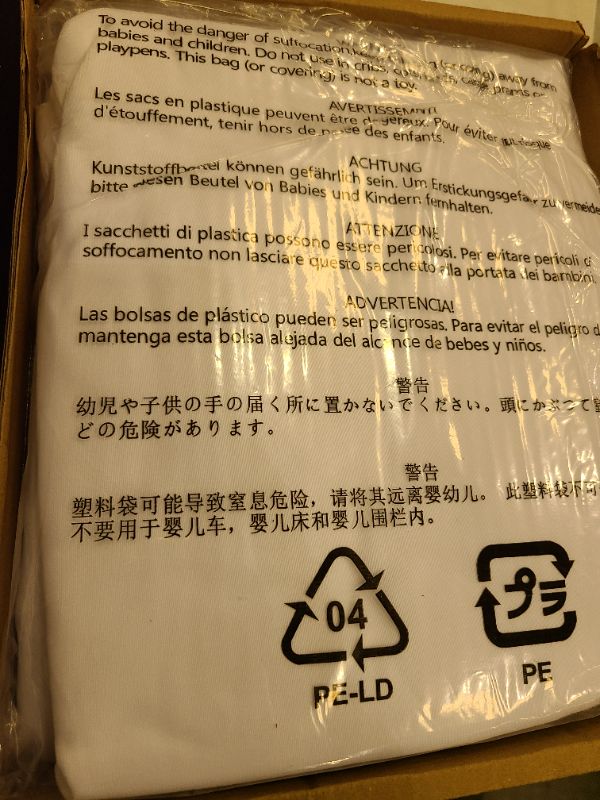 To avoid the danger of suffocation, away from
babies and children. Do not use in cribs,
playpens. This bag (or covering) is not a toy.
AVERTISSEMENT
Les sacs en plastique peuvent être Pour éviter
d'étouffement, tenir hors de des enfants.
ACHTUNG
können gefährlich sein. Um Erstickungsgefahr zu
bitte diesen Beutel von Babies und Kindern fernhalten.
ATTENZIONE
I sacchetti di plastica possono essere pericolosi. Per evitare pericoli
soffocamento non lasciare questo sacchetto alla portata dei bambini.
ADVERTENCIA!
Las bolsas de plástico pueden ser peligrosas. Para evitar el peligro
mantenga esta bolsa alejada del alcance de bebes y niños.
警告
幼児や子供の手の届く所に置かないでください。頭にかぶって
どの危険があります。
警告
塑料袋可能导致窒息危险，请将其远离婴幼儿。此塑料袋不可
不要用于婴儿车，婴儿床和婴儿围栏内。
04
プラ
PE-LD
PE